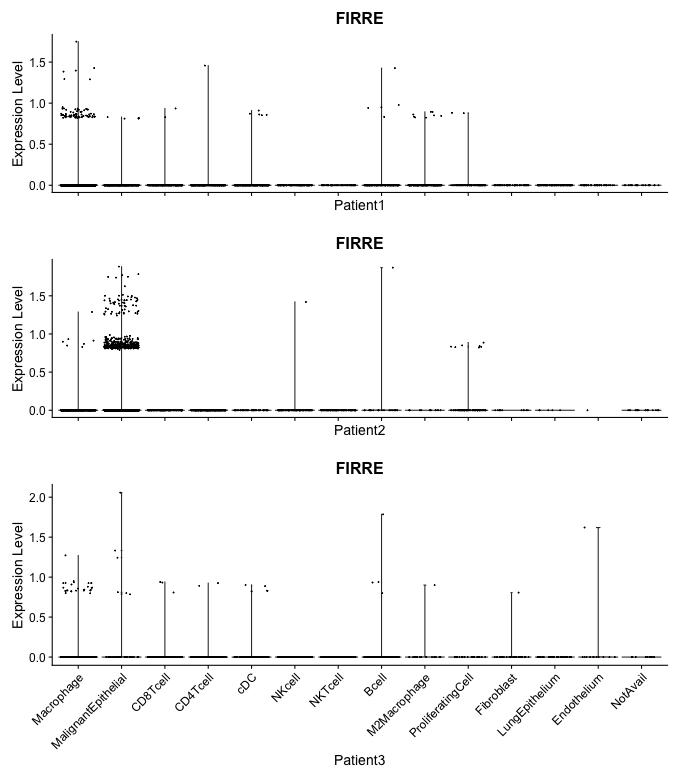 FIRRE
Expression Level
1.5
1.0
0.5
0.0
Patient1
FIRRE
Expression Level
1.5
1.0
0.5
0.0
Patient2
FIRRE
Expression Level
2.0
1.5
1.0
0.5
0.0
Macrophage
MalignantEpithelial
CD8Tcell
CD4Tcell
cDC
NKcell
NKTcell
Bcell
M2Macrophage
ProliferatingCell
Fibroblast
LungEpithelium
Endothelium
NotAvail
Patient3